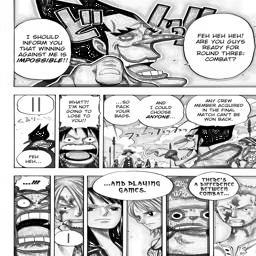 FEH HEH HEH!
ARE YOU GUYS
READY FOR
ROUND THREE:
COMBAT?
I SHOULD
INFORM YOU
THAT WINNING
AGAINST ME IS
IMPOSSIBLE!!
ANY CREW
MEMBER
ACQUIRED IN
THE FINAL
MATCH CAN'T BE
WON BACK.
AND I
COULD
CHOOSE
ANYONE.
...SO
PACK
YOUR
BAGS.
WHAT?!
I'M NOT
GOING TO
LOSE TO
YOU!!
!!
FEH
HEH...
THERE'S A
DIFFERENCE
BETWEEN
COMBAT...
...AND PLAYING
GAMES.
!
...!!!